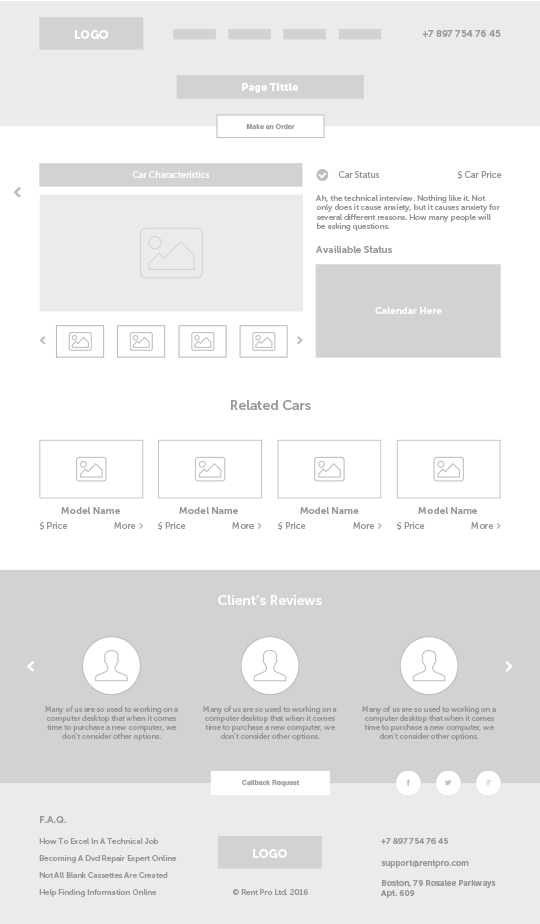 LOGO
+7 897 754 76 45
Page Tittle
Make an Order
Car Characteristics
Car Status
$ Car Price
Ah, the technical interview. Nothing like it. Not
only does it cause anxiety, but it causes anxiety for
several different reasons. How many people will
be asking questions.
Availiable Status
Calendar Here
Related Cars
Model Name
$ Price
More
Model Name
$ Price
More
Model Name
$ Price
More
Model Name
$ Price
More
Client's Reviews
Many of us are so used to working on a
computer desktop that when it comes
time to purchase a new computer, we
don't consider other options.
Many of us are so used to working on a
computer desktop that when it comes
time to purchase a new computer, we
don't consider other options.
Many of us are so used to working on a
computer desktop that when it comes
time to purchase a new computer, we
don't consider other options.
Callback Request
F.A.Q.
How To Excel In A Technical Job
Becoming A Dvd Repair Expert Online
Not All Blank Cassettes Are Created
Help Finding Information Online
LOGO
© Rent Pro Ltd. 2016
+7 897 754 76 45
support@rentpro.com
Boston, 79 Rosalee Parkways
Apt. 609